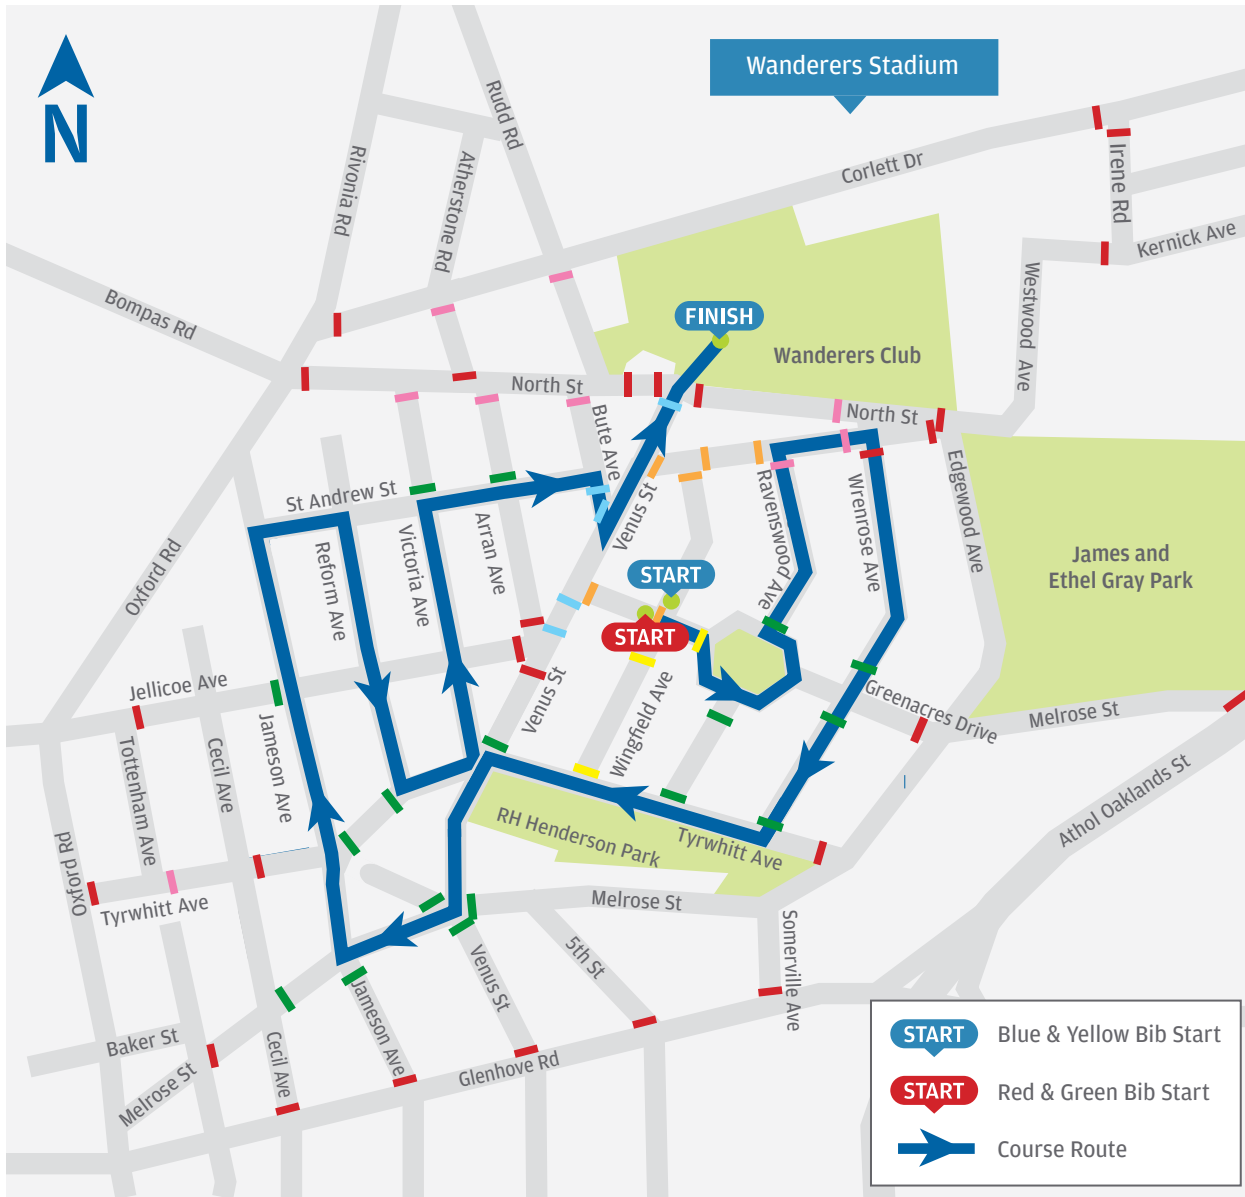 Wanderers Stadium
N
Rudd Rd
Rivonia Rd
Atherstone Rd
Corlett Dr
Irene Rd
Kernick Ave
Westwood Ave
Bompas Rd
FINISH
Wanderers Club
North St
North St
Bute Ave
St Andrew St
Venus St
Ravenswood Ave
Wrenrose Ave
Edgewood Ave
James and
Ethel Gray Park
Oxford Rd
Reform Ave
Victoria Ave
Arran Ave
START
START
Jellicoe Ave
Jameson Ave
Cecil Ave
Tottenham Ave
Venus St
Wingfield Ave
Greenacres Drive
Melrose St
Athol Oaklands St
RH Henderson Park
Tyrwhitt Ave
Oxford Rd
Tyrwhitt Ave
Melrose St
5th St
Venus St
Somerville Ave
Jameson Ave
Baker St
Melrose St
Cecil Ave
Glenhove Rd
START Blue & Yellow Bib Start
START Red & Green Bib Start
Course Route